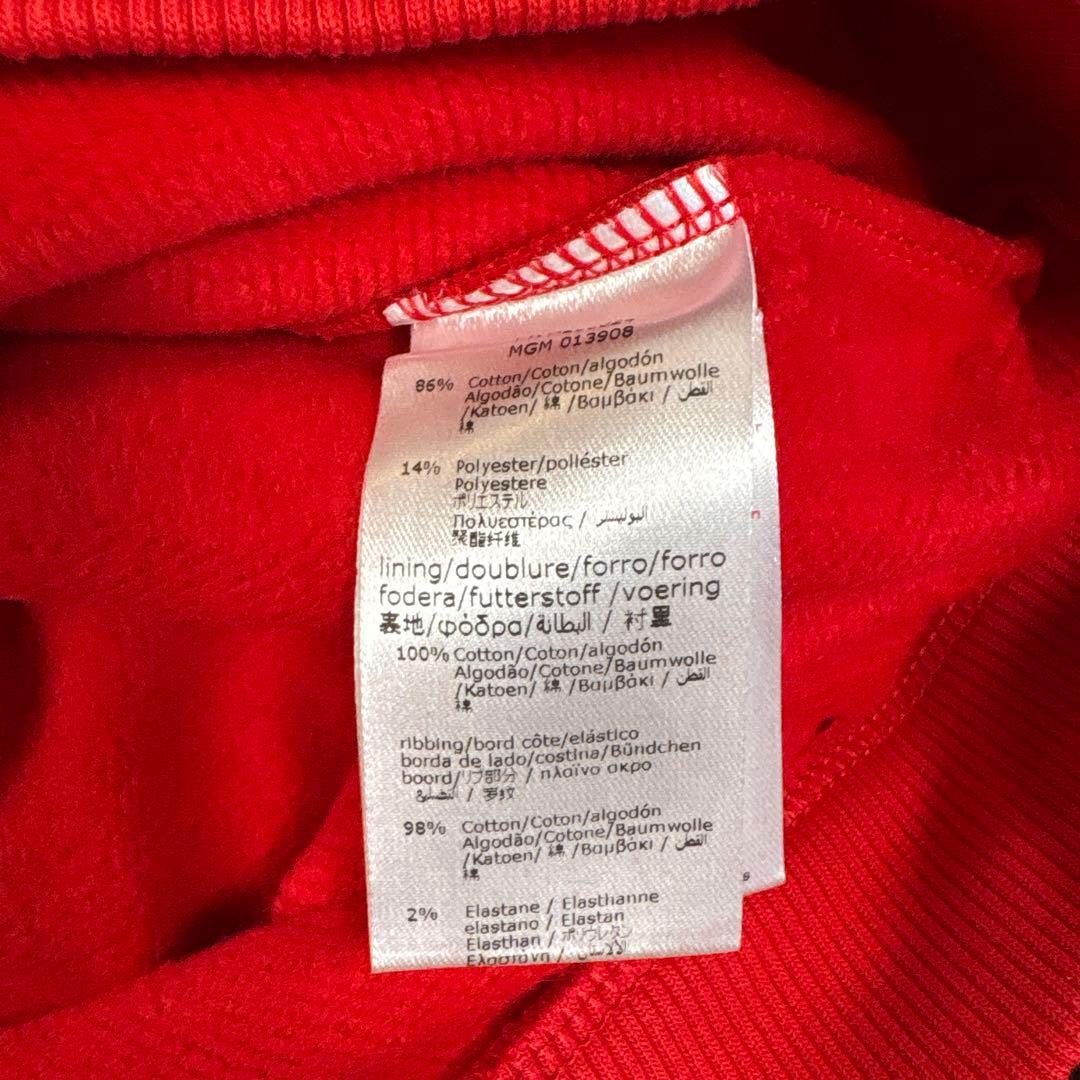 MGM 013908
86% Cotton/Coton/algodón
Algodão/Cotone/Baumwolle
/Katoen/ 綿 /Βαμβάκι / القطن
棉
14% Polyester/poliéster
Polyestere
ポリエステル
Πολυεστέρας / البوليستر
聚酯纤维
lining/doublure/forro/forro
fodera/futterstoff /voering
裏地/φόδρα/البطانة / 衬里
100% Cotton/Coton/algodón
Algodão/Cotone/Baumwolle
/Katoen/ 綿 /Βαμβάκι / القطن
棉
ribbing/bord côte/elástico
borda de lado/costina/Bündchen
boord/リブ部分 / πλαϊνο ακρο
/ 罗纹
98% Cotton/Coton/algodón
Algodão/Cotone/Baumwolle
/Katoen/ 綿 /Βαμβάκι / القطن
棉
2% Elastane / Elasthanne
elastano / Elastan
Elasthan / ポリウレタン
Ελαστάνη /